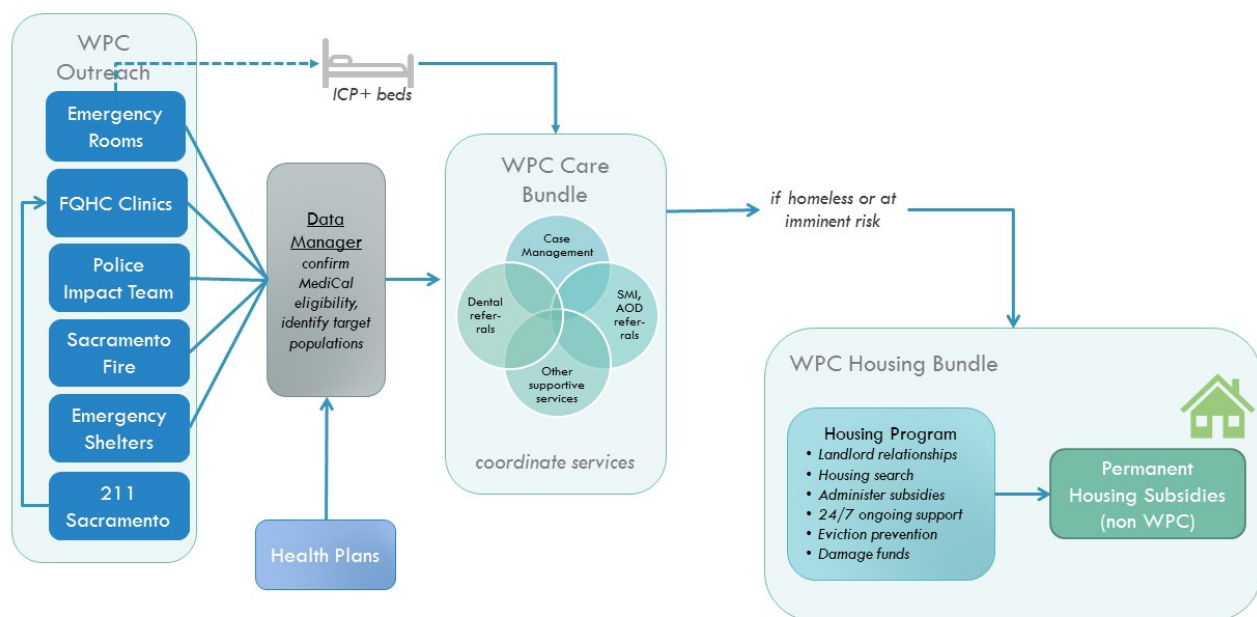 WPC
Outreach
Emergency
Rooms
FQHC Clinics
Police
Impact Team
Sacramento
Fire
Emergency
Shelters
211
Sacramento
ICP+ beds
Data
Manager
confirm
MediCal
eligibility,
identify target
populations
Health Plans
WPC Care
Bundle
Case
Management
Dental
refer-
rals
SMI,
AOD
refer-
rals
Other
supportive
services
coordinate services
if homeless or at
imminent risk
WPC Housing Bundle
Housing Program
• Landlord relationships
• Housing search
• Administer subsidies
• 24/7 ongoing support
• Eviction prevention
• Damage funds
Permanent
Housing Subsidies
(non WPC)